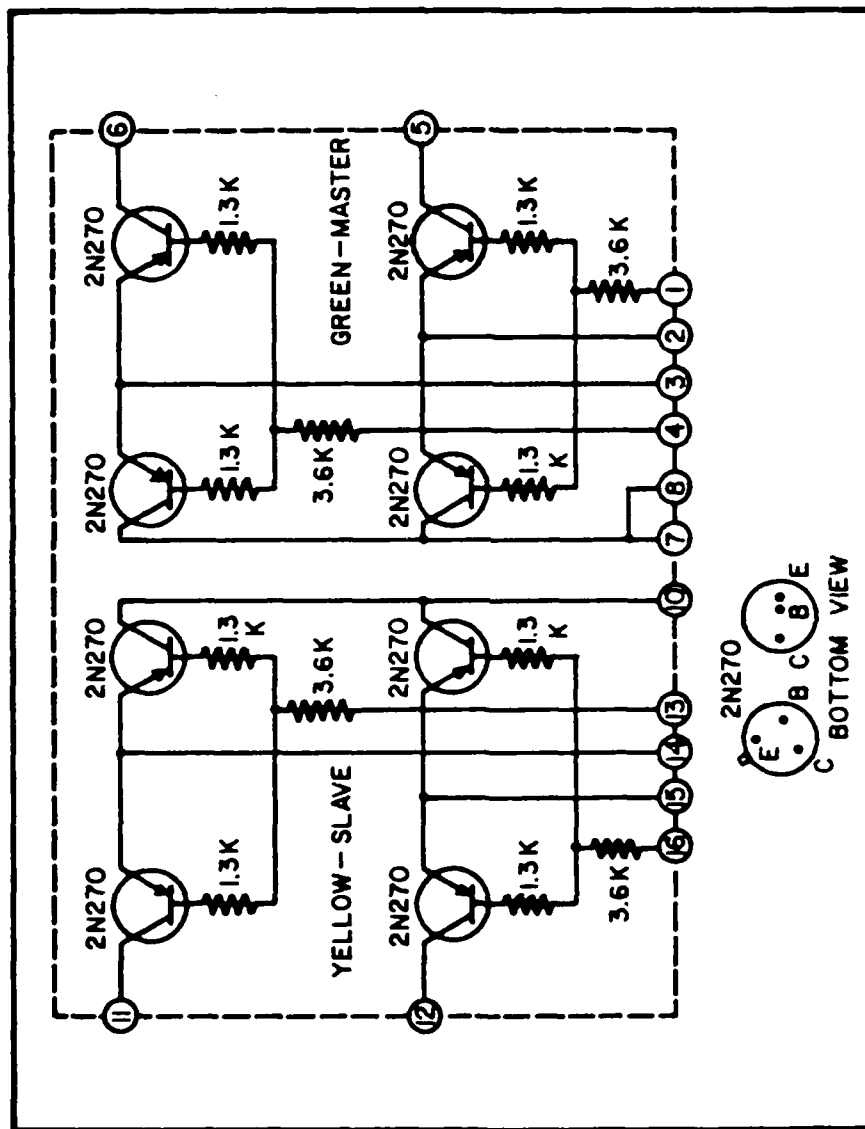 2N270 2N270 2N270 2N270
11 6
1.3K 1.3 K 1.3K 1.3K
3.6K 3.6K
YELLOW-SLAVE GREEN-MASTER
2N270 2N270 2N270 2N270
12 5
1.3K 1.3 K 1.3 K 1.3K
3.6K 3.6K
16 15 14 13 10 7 8 4 3 2 1
2N270
E B C B E
C
BOTTOM VIEW